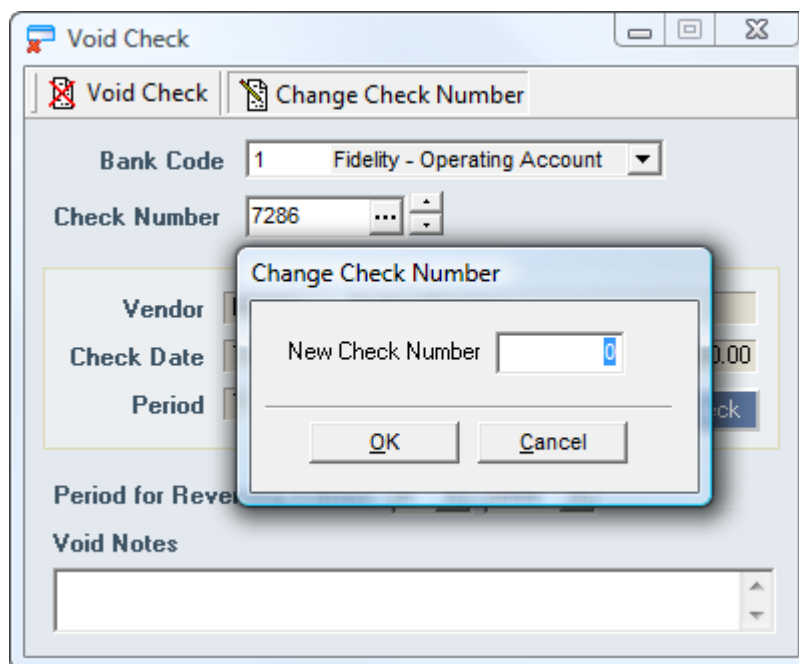 Void Check
Void Check Change Check Number
Bank Code 1 Fidelity - Operating Account
Check Number 7286 ...
Change Check Number
Vendor
New Check Number 0
Check Date 0.00
Period
OK Cancel
Period for Reve
Void Notes